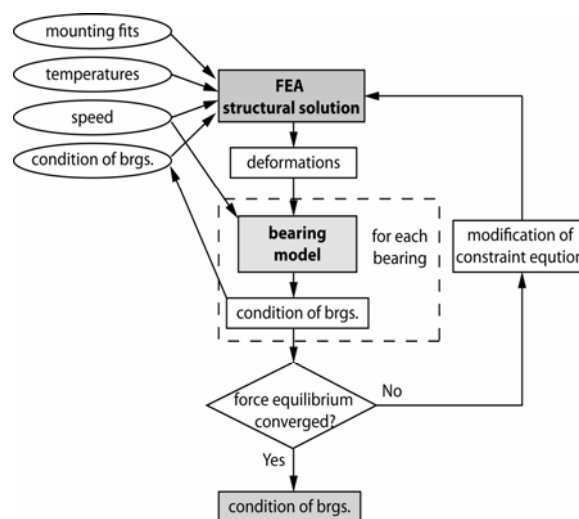 mounting fits
temperatures
speed
condition of brgs.
FEA
structural solution
deformations
bearing
model
for each
bearing
condition of brgs.
modification of
constraint eqution
force equilibrium
converged?
No
Yes
condition of brgs.